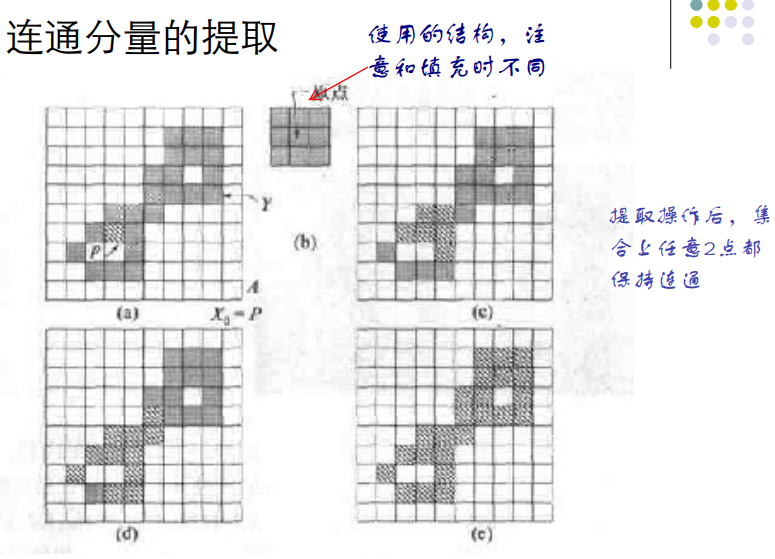 连通分量的提取
使用的结构，注
意和填充时不同
原点
Y
p
(b)
提取操作后，集
合上任意2点都
保持连通
A
(a)
X₀ = P
(c)
(d)
(e)